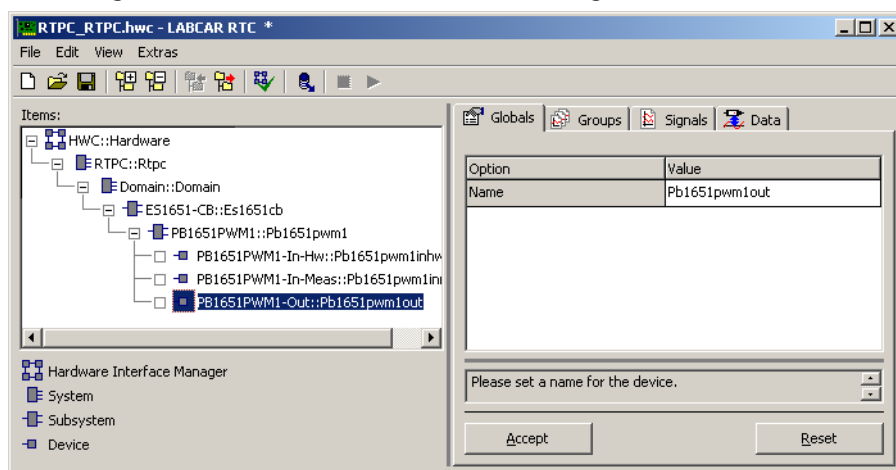 RTPC_RTPC.hwc - LABCAR RTC *
File Edit View Extras
Items:
HWC::Hardware
RTPC::Rtpc
Domain::Domain
ES1651-CB::Es1651cb
PB1651PWM1::Pb1651pwm1
PB1651PWM1-In-Hw::Pb1651pwm1inhw
PB1651PWM1-In-Meas::Pb1651pwm1in
PB1651PWM1-Out::Pb1651pwm1out
Hardware Interface Manager
System
Subsystem
Device
Globals Groups Signals Data
Option Value
Name Pb1651pwm1out
Please set a name for the device.
Accept Reset